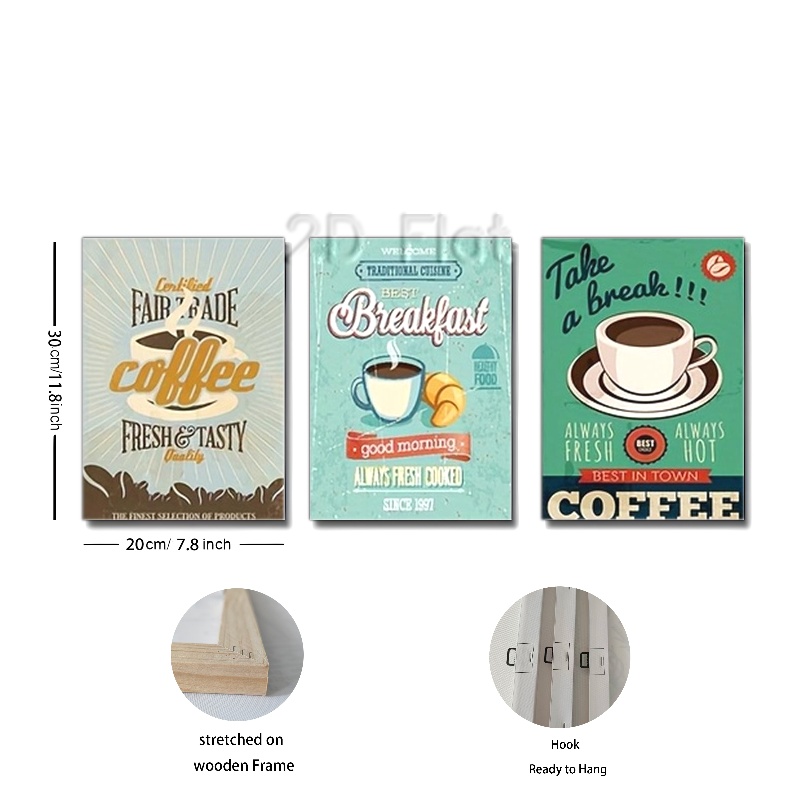 2D Flat
30cm/11.8inch
20cm/ 7.8 inch
Certified
FAIR TRADE
coffee
FRESH & TASTY
Quality
THE FINEST SELECTION OF PRODUCTS
WELCOME
TRADITIONAL CUISINE
BEST
Breakfast
HEALTHY
FOOD
good morning
ALWAYS FRESH COOKED
SINCE 1997
Take
a break!!!
ALWAYS
FRESH
BEST
ALWAYS
HOT
BEST IN TOWN
COFFEE
stretched on
wooden Frame
Hook
Ready to Hang